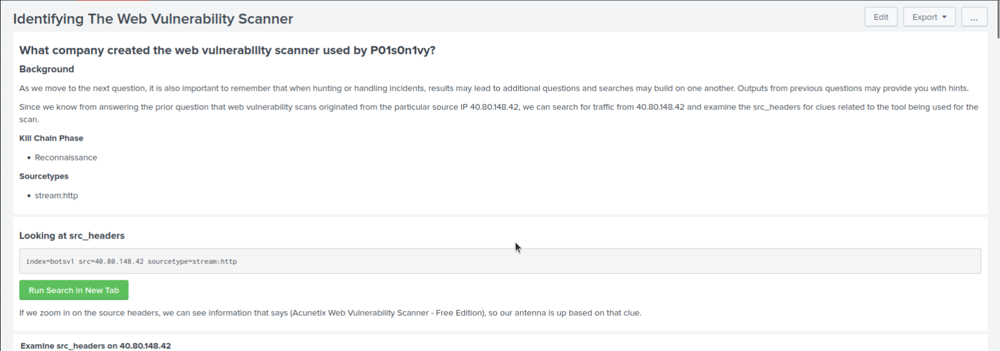 Identifying The Web Vulnerability Scanner
Edit
Export
...
What company created the web vulnerability scanner used by P01s0n1vy?
Background
As we move to the next question, it is also important to remember that when hunting or handling incidents, results may lead to additional questions and searches may build on one another. Outputs from previous questions may provide you with hints.
Since we know from answering the prior question that web vulnerability scans originated from the particular source IP 40.80.148.42, we can search for traffic from 40.80.148.42 and examine the src_headers for clues related to the tool being used for the
scan.
Kill Chain Phase
• Reconnaissance
Sourcetypes
• stream:http
Looking at src_headers
index=botsv1 src=40.80.148.42 sourcetype=stream:http
Run Search In New Tab
If we zoom in on the source headers, we can see information that says (Acunetix Web Vulnerability Scanner - Free Edition), so our antenna is up based on that clue.
Examine src_headers on 40.80.148.42